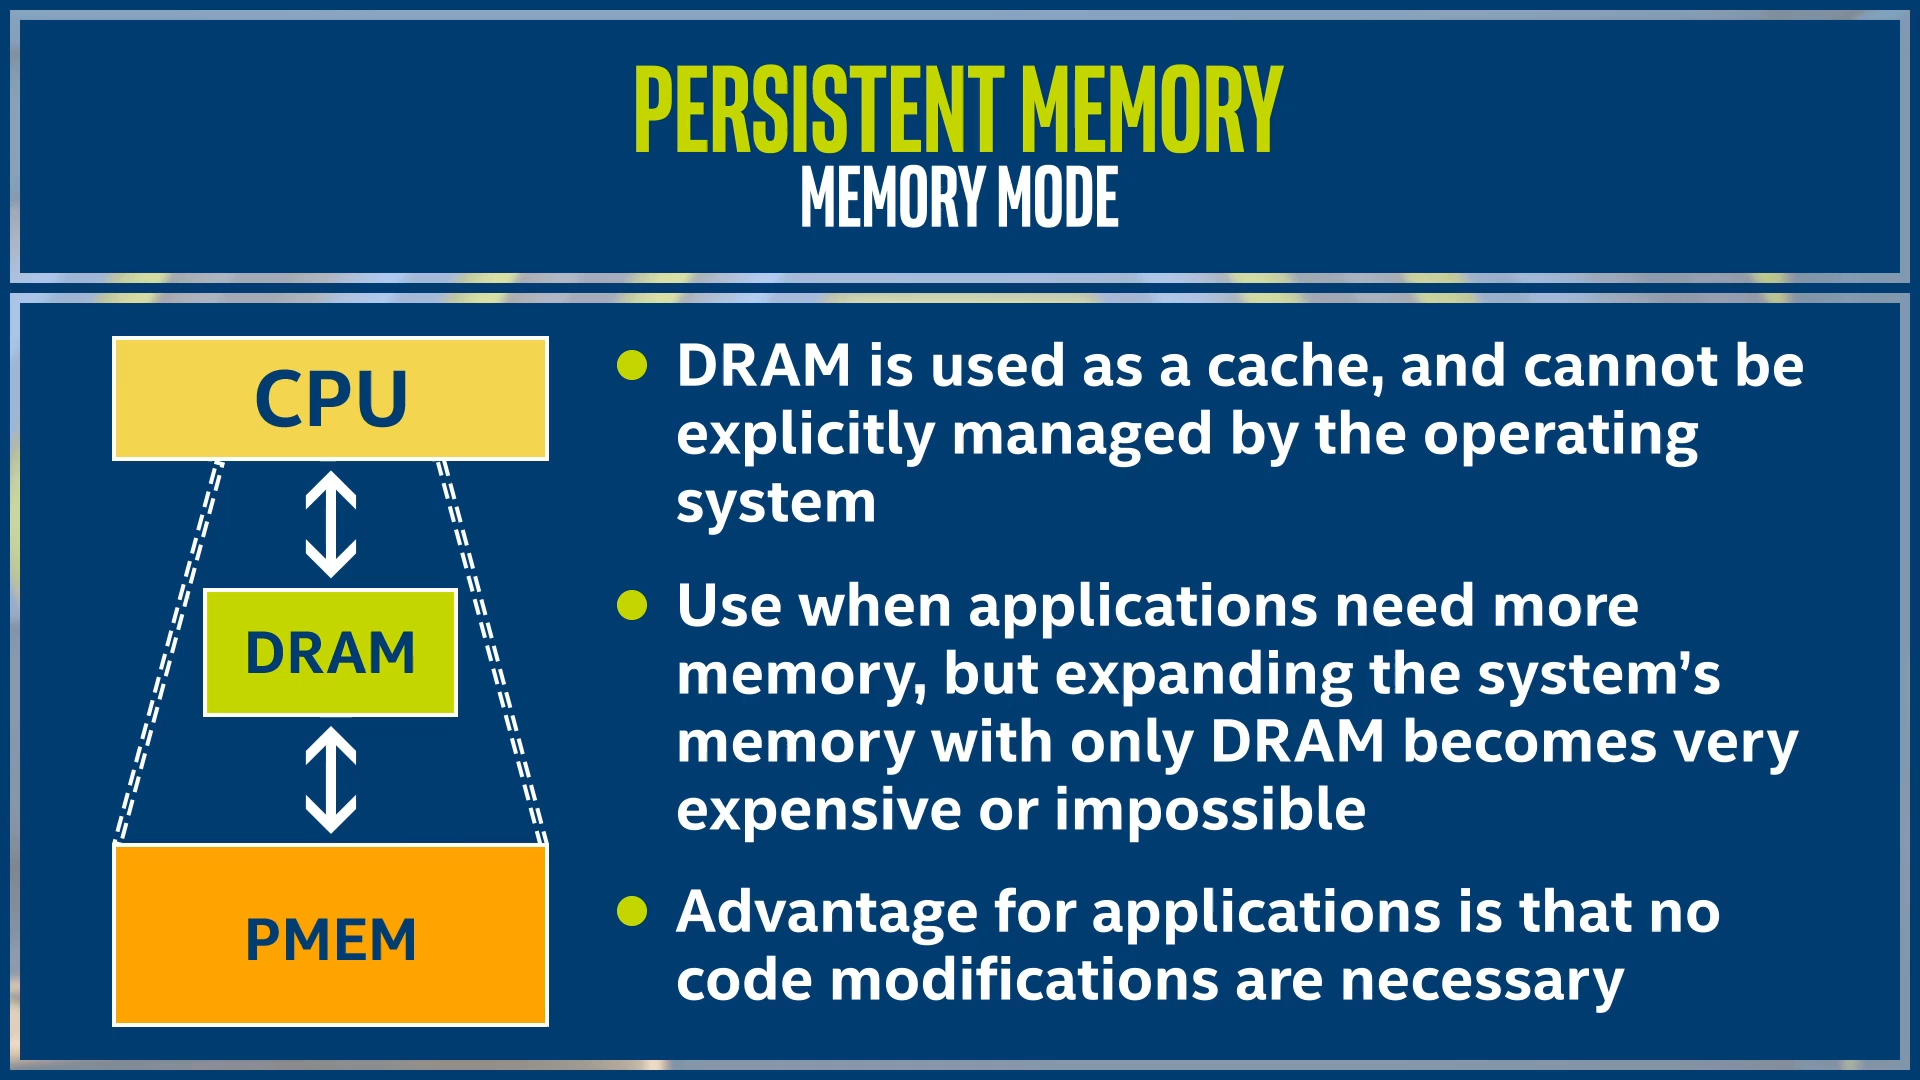 PERSISTENT MEMORY
MEMORY MODE
CPU
DRAM
PMEM
DRAM is used as a cache, and cannot be
explicitly managed by the operating
system
Use when applications need more
memory, but expanding the system’s
memory with only DRAM becomes very
expensive or impossible
Advantage for applications is that no
code modifications are necessary